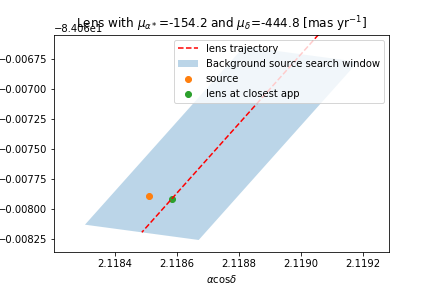 Lens with μα*=-154.2 and μδ=-444.8 [mas yr⁻¹]
-8.406e1
lens trajectory
Background source search window
source
lens at closest app
−0.00675
−0.00700
−0.00725
−0.00750
−0.00775
−0.00800
−0.00825
2.1184 2.1186 2.1188 2.1190 2.1192
αcosδ